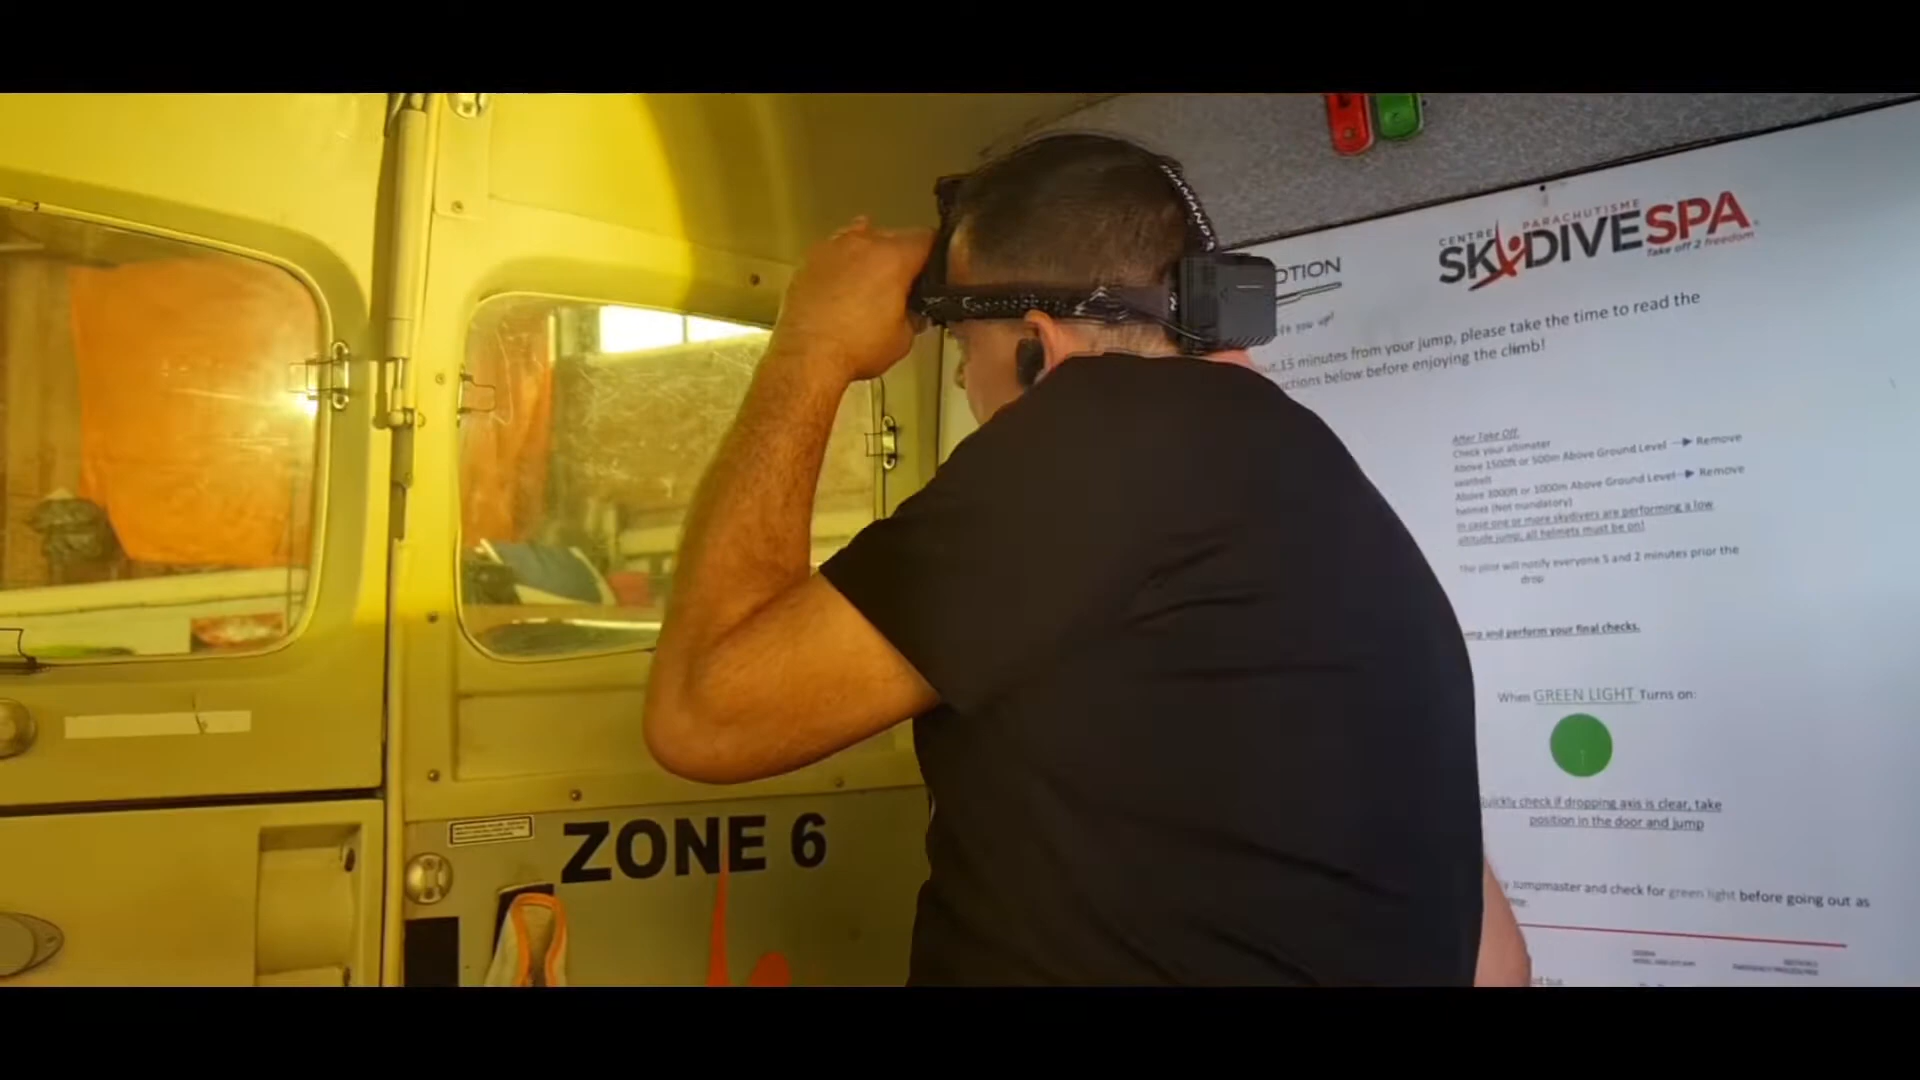 DIAMAND
OTION
CENTRE PARACHUTISME
SKYDIVESPA
Take off 2 freedom
you up!
15 minutes from your jump, please take the time to read the
below before enjoying the climb!
After Take Off:
Check your altimeter
Above 1500ft or 500m Above Ground Level → Remove
seatbelt
Above 3000ft or 1000m Above Ground Level → Remove
helmet (Not mandatory)
In case one or more skydivers are performing a low
altitude jump, all helmets must be on!
The pilot will notify everyone 5 and 2 minutes prior the
drop
and perform your final checks.
When GREEN LIGHT Turns on:
Quickly check if dropping axis is clear, take
position in the door and jump
Jumpmaster and check for green light before going out as
ZONE 6